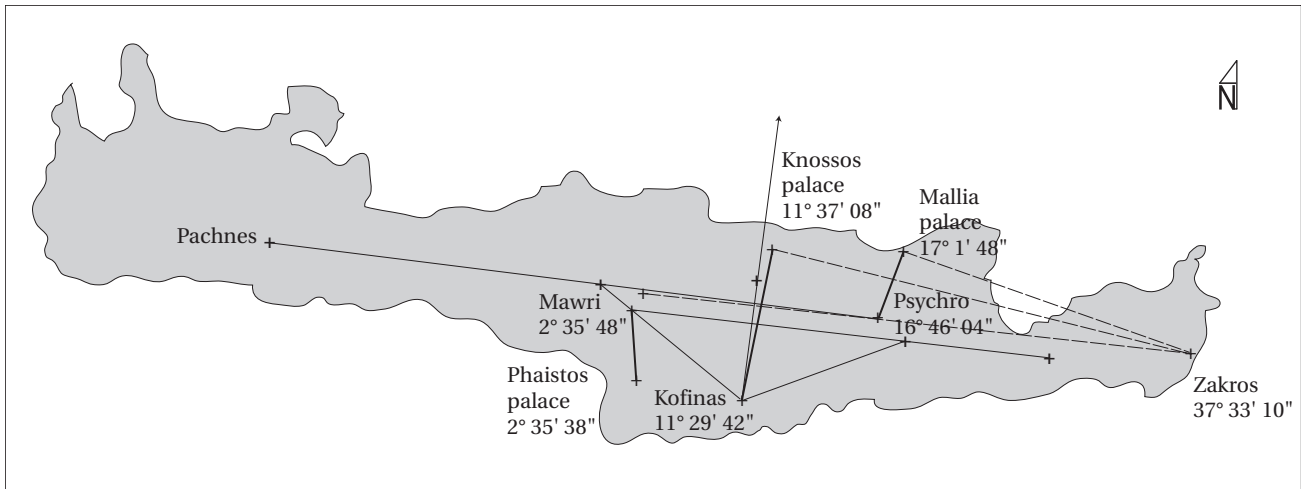 N
Knossos
palace
11° 37' 08"
Mallia
palace
17° 1' 48"
Pachnes
Mawri
2° 35' 48"
Psychro
16° 46' 04"
Phaistos
palace
2° 35' 38"
Kofinas
11° 29' 42"
Zakros
37° 33' 10"